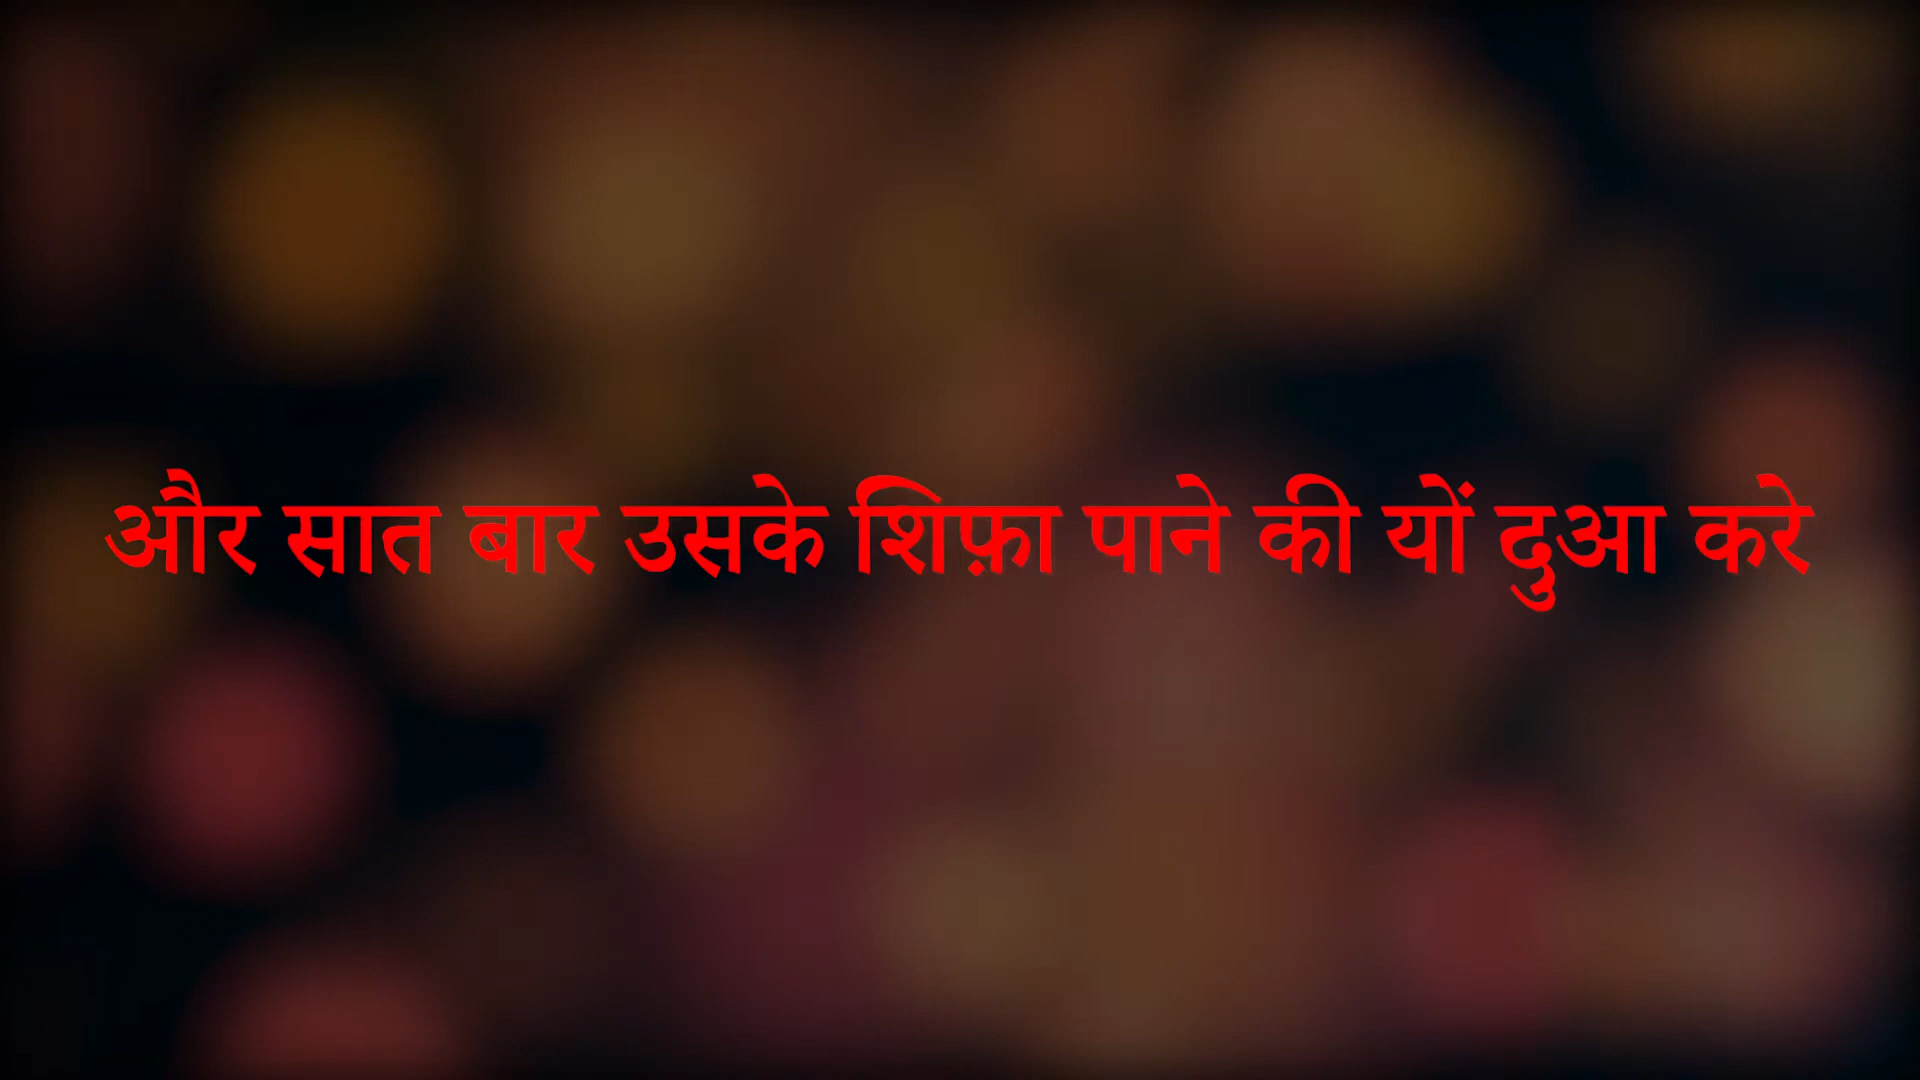 और सात बार उसके शिफ़ा पाने की यों दुआ करे